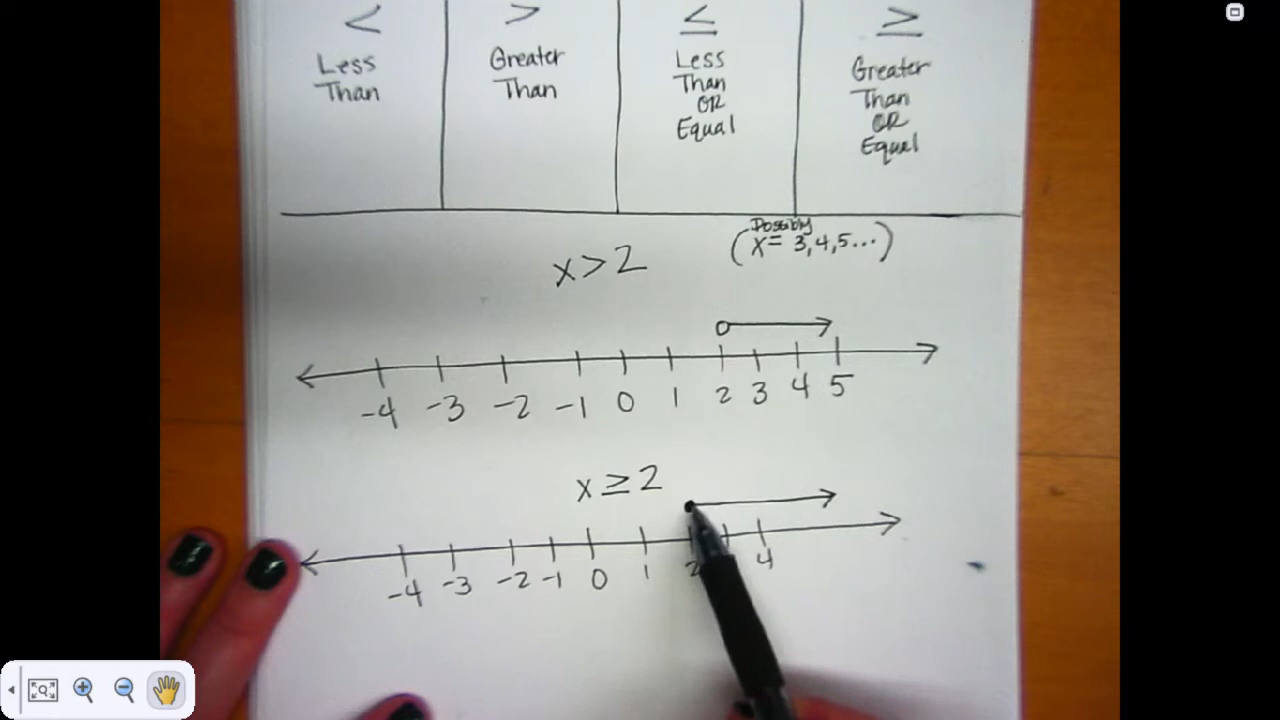 < > ≤ ≥
Less Than
Greater Than
Less Than OR Equal
Greater Than OR Equal
x>2
(Possibly x= 3,4,5...)
-4 -3 -2 -1 0 1 2 3 4 5
x≥2
-4 -3 -2 -1 0 1 2 4